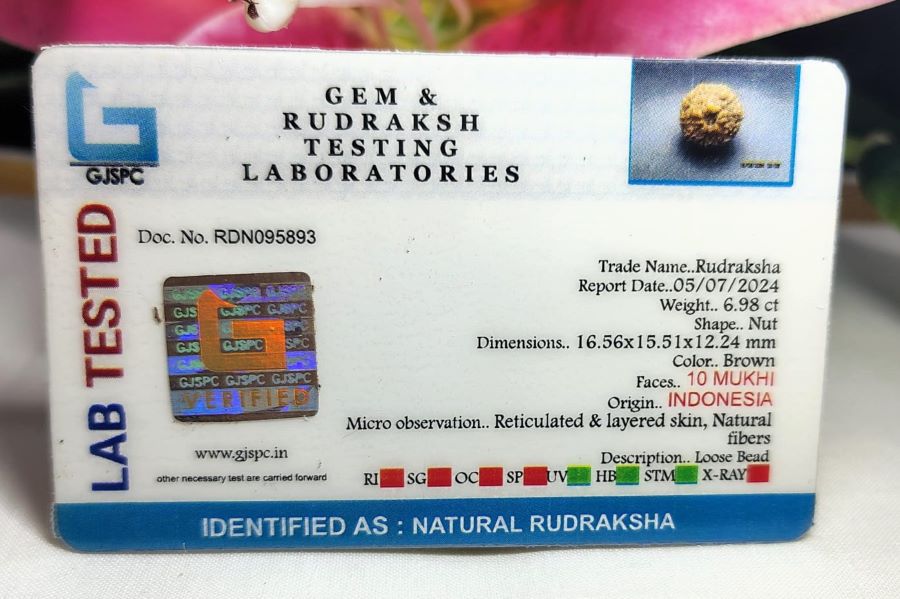 GEM &
RUDRAKSH
TESTING
LABORATORIES
GJSPC
LAB TESTED
Doc. No. RDN095893
Trade Name..Rudraksha
Report Date..05/07/2024
Weight.. 6.98 ct
Shape.. Nut
Dimensions.. 16.56x15.51x12.24 mm
Color.. Brown
Faces.. 10 MUKHI
Origin.. INDONESIA
Micro observation.. Reticulated & layered skin, Natural
fibers
Description.. Loose Bead
GJSPC GJSPC GJSPC
VERIFIED
www.gjspc.in
other necessary test are carried forward
RI SG OC SP UV HB STM X-RAY
IDENTIFIED AS : NATURAL RUDRAKSHA